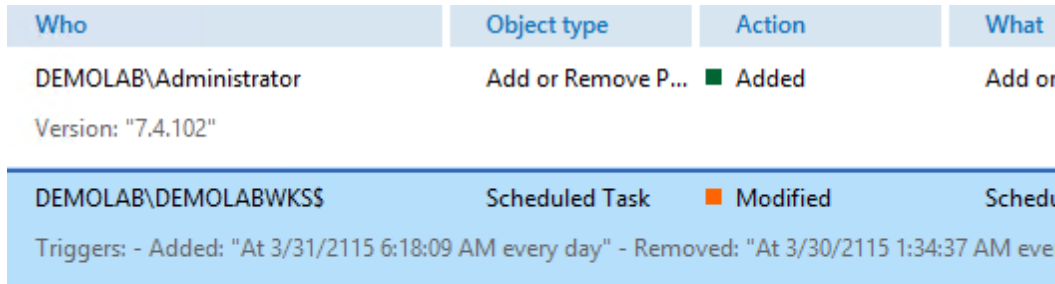 Who Object type Action What
DEMOLAB\Administrator Add or Remove P... Added Add or
Version: "7.4.102"
DEMOLAB\DEMOLABWKS$ Scheduled Task Modified Schedu
Triggers: - Added: "At 3/31/2115 6:18:09 AM every day" - Removed: "At 3/30/2115 1:34:37 AM eve